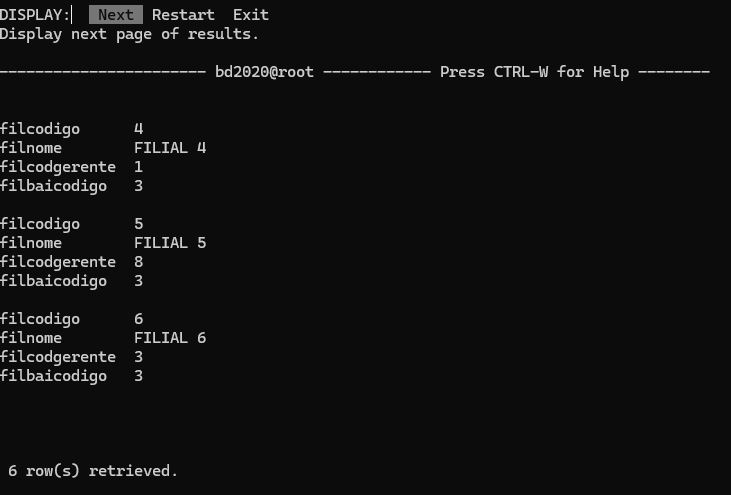 DISPLAY:  Next  Restart  Exit
Display next page of results.
----------------------- bd2020@root ------------ Press CTRL-W for Help --------
filcodigo      4
filnome        FILIAL 4
filcodgerente  1
filbaicodigo   3
filcodigo      5
filnome        FILIAL 5
filcodgerente  8
filbaicodigo   3
filcodigo      6
filnome        FILIAL 6
filcodgerente  3
filbaicodigo   3
6 row(s) retrieved.